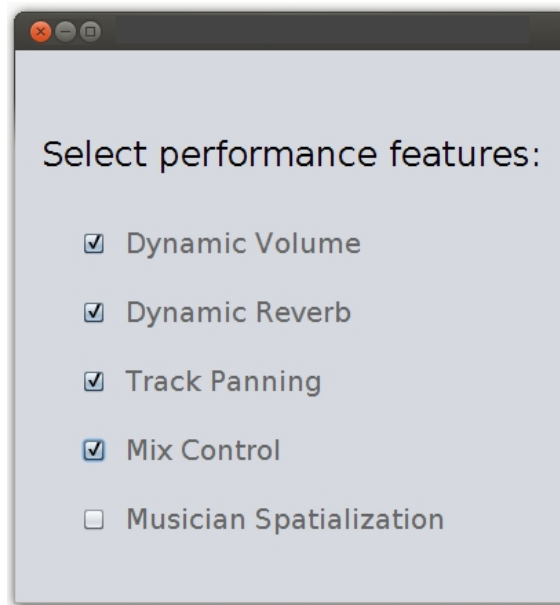 Select performance features:
Dynamic Volume
Dynamic Reverb
Track Panning
Mix Control
Musician Spatialization